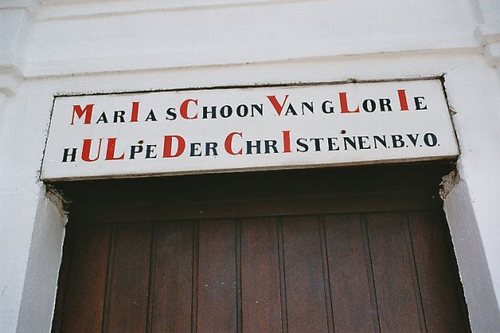 MarIa sChoon Van gLorIe
hULpe Der ChrIstenen.b.v.o.